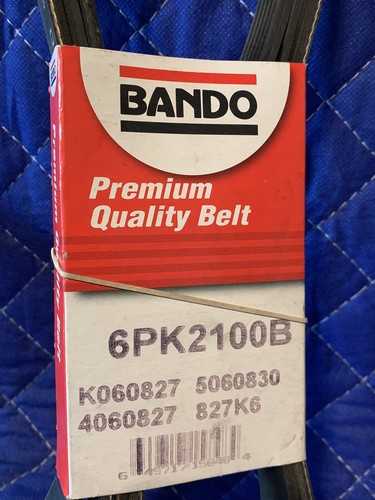 BANDO
Premium
Quality Belt
6PK2100B
K060827 5060830
4060827 827K6